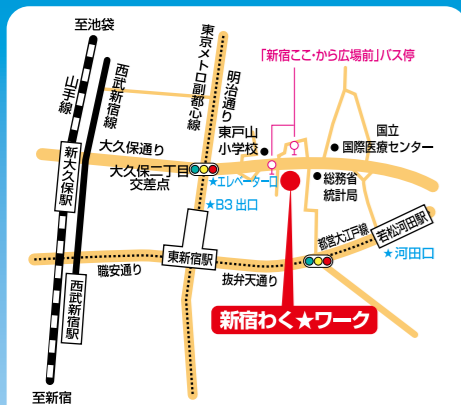 至池袋
山手線
西武新宿線
東京メトロ副都心線
明治通り
「新宿ここ・から広場前」バス停
大久保通り
東戸山
小学校
国立
国際医療センター
新大久保駅
大久保二丁目
交差点
★エレベーター口
総務省
統計局
★B3 出口
都営大江戸線
若松河田駅
★河田口
東新宿駅
職安通り
抜弁天通り
西武新宿駅
新宿わく★ワーク
至新宿